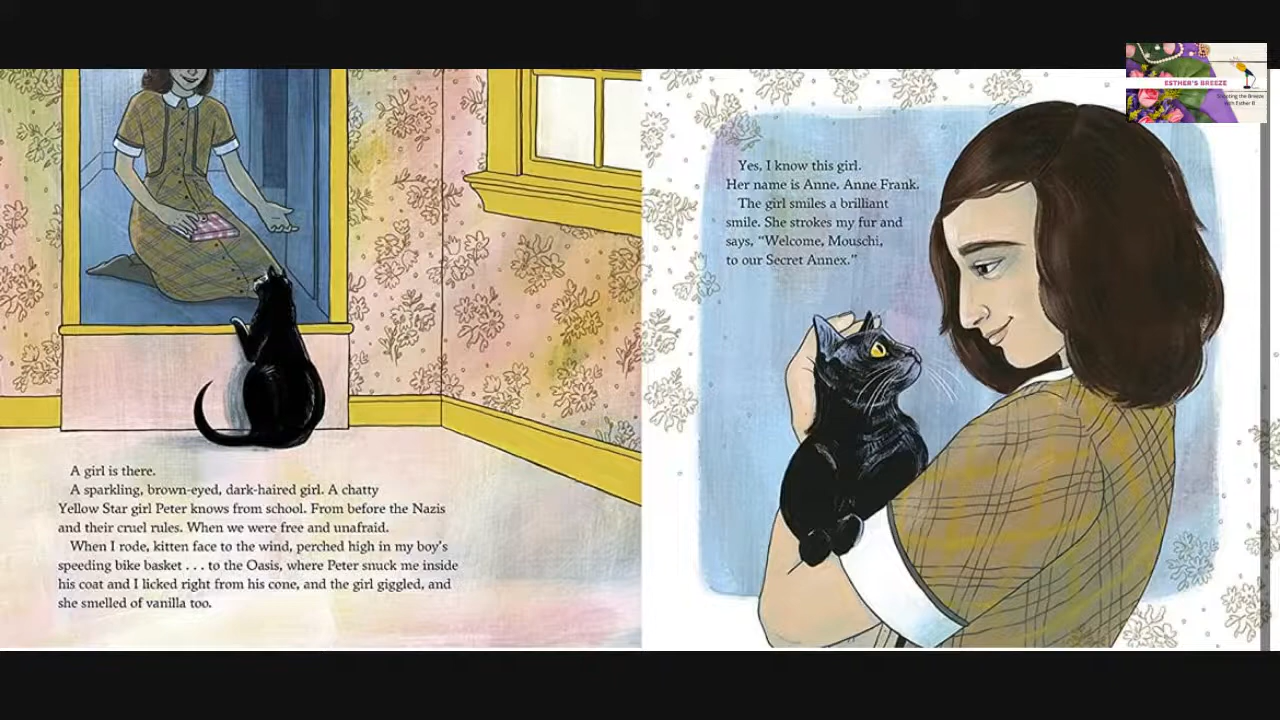 A girl is there.
A sparkling, brown-eyed, dark-haired girl. A chatty
Yellow Star girl Peter knows from school. From before the Nazis
and their cruel rules. When we were free and unafraid.
When I rode, kitten face to the wind, perched high in my boy's
speeding bike basket . . . to the Oasis, where Peter snuck me inside
his coat and I licked right from his cone, and the girl giggled, and
she smelled of vanilla too.
Yes, I know this girl.
Her name is Anne. Anne Frank.
The girl smiles a brilliant
smile. She strokes my fur and
says, “Welcome, Mouschi,
to our Secret Annex.”
ESTHER'S BREEZE
the Breeze
with Esther B